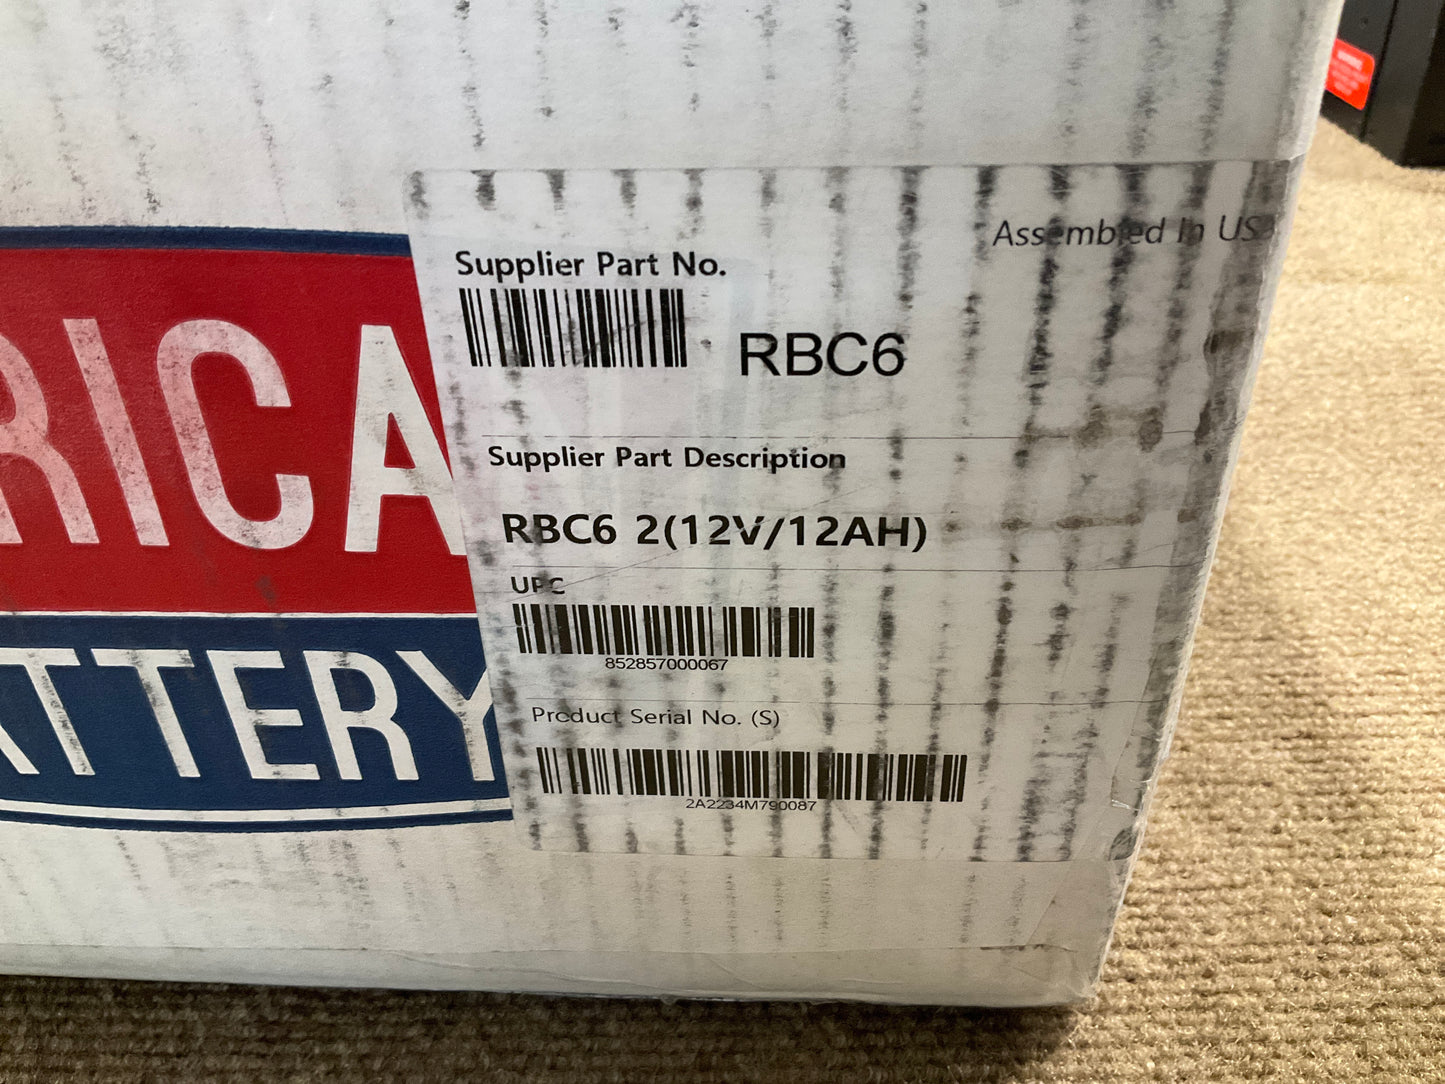 RICA
ATTERY
Assembled In USA
Supplier Part No.
RBC6
Supplier Part Description
RBC6 2(12V/12AH)
UPC
852857000067
Product Serial No. (S)
2A2234M790087